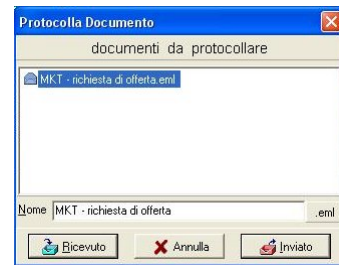 Protocolla Documento
documenti da protocollare
MKT - richiesta di offerta.eml
Nome MKT - richiesta di offerta .eml
Ricevuto Annulla Inviato